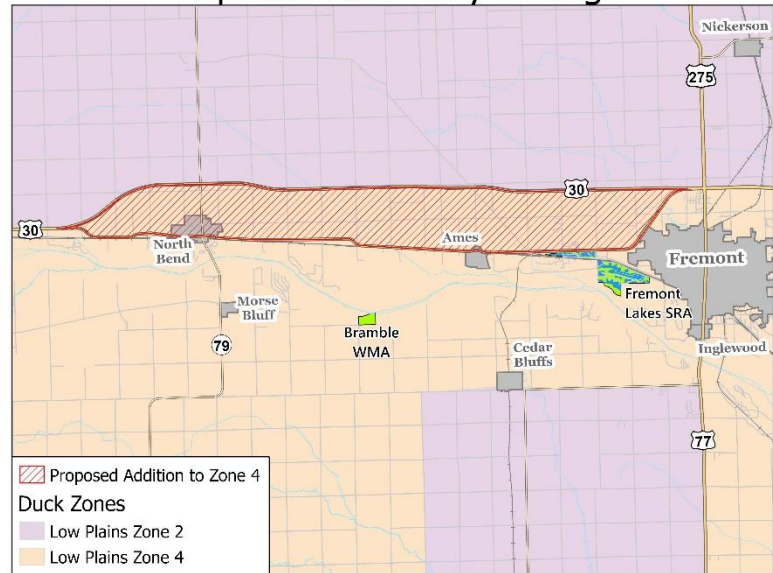 Nickerson
275
30
30
North
Bend
Ames
Fremont
Fremont
Lakes SRA
Morse
Bluff
Bramble
WMA
79
Cedar
Bluffs
Inglewood
77
Proposed Addition to Zone 4
Duck Zones
Low Plains Zone 2
Low Plains Zone 4